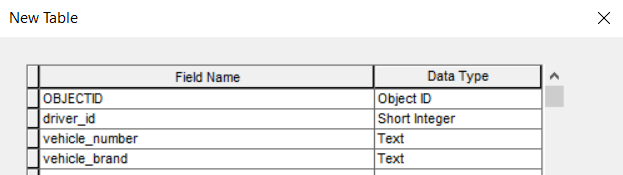 New Table
Field Name Data Type
OBJECTID Object ID
driver_id Short Integer
vehicle_number Text
vehicle_brand Text